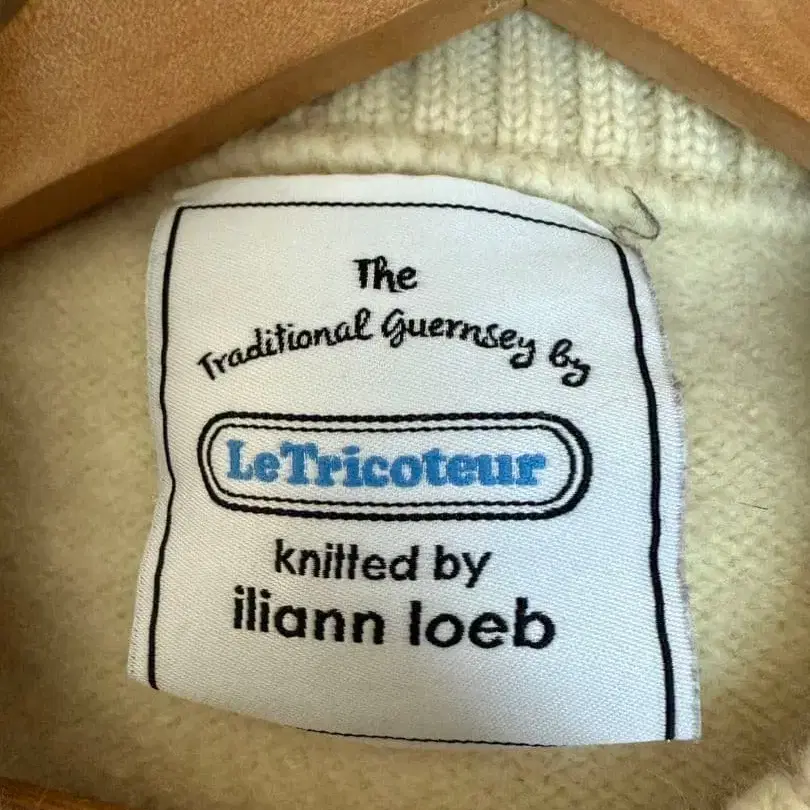 The
Traditional Guernsey by
LeTricoteur
knitted by
iliann loeb